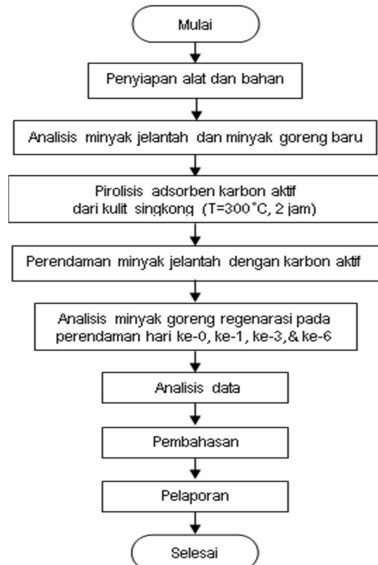 Mulai
Penyiapan alat dan bahan
Analisis minyak jelantah dan minyak goreng baru
Pirolisis adsorben karbon aktif
dari kulit singkong (T=300°C, 2 jam)
Perendaman minyak jelantah dengan karbon aktif
Analisis minyak goreng regenarasi pada
perendaman hari ke-0, ke-1, ke-3,& ke-6
Analisis data
Pembahasan
Pelaporan
Selesai